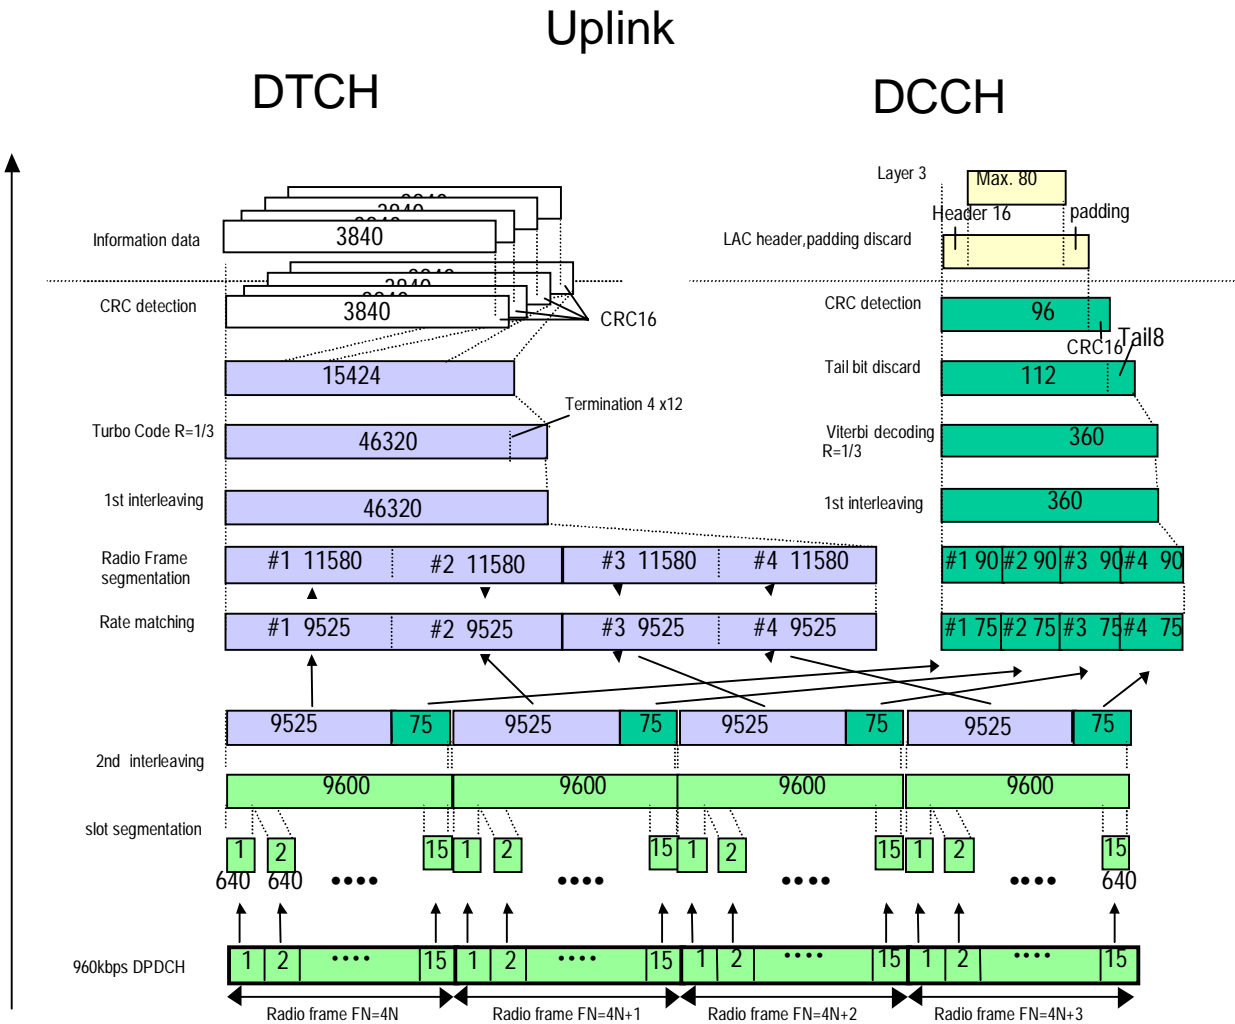 Uplink
DTCH
DCCH
Layer 3
Max. 80
Header 16
padding
Information data
3840
3840
LAC header,padding discard
CRC detection
3840
3840
CRC16
CRC detection
96
CRC16
Tail8
15424
Tail bit discard
112
Termination 4 x12
Turbo Code R=1/3
46320
Viterbi decoding
R=1/3
360
1st interleaving
46320
1st interleaving
360
Radio Frame
segmentation
#1 11580
#2 11580
#3 11580
#4 11580
#1 90
#2 90
#3 90
#4 90
Rate matching
#1 9525
#2 9525
#3 9525
#4 9525
#1 75
#2 75
#3 75
#4 75
9525
75
9525
75
9525
75
9525
75
2nd interleaving
9600
9600
9600
9600
slot segmentation
1
2
15
1
2
15
1
2
15
1
2
15
640
640
••••
••••
••••
••••
640
960kbps DPDCH
1
2
••••
15
1
2
••••
15
1
2
••••
15
1
2
••••
15
Radio frame FN=4N
Radio frame FN=4N+1
Radio frame FN=4N+2
Radio frame FN=4N+3